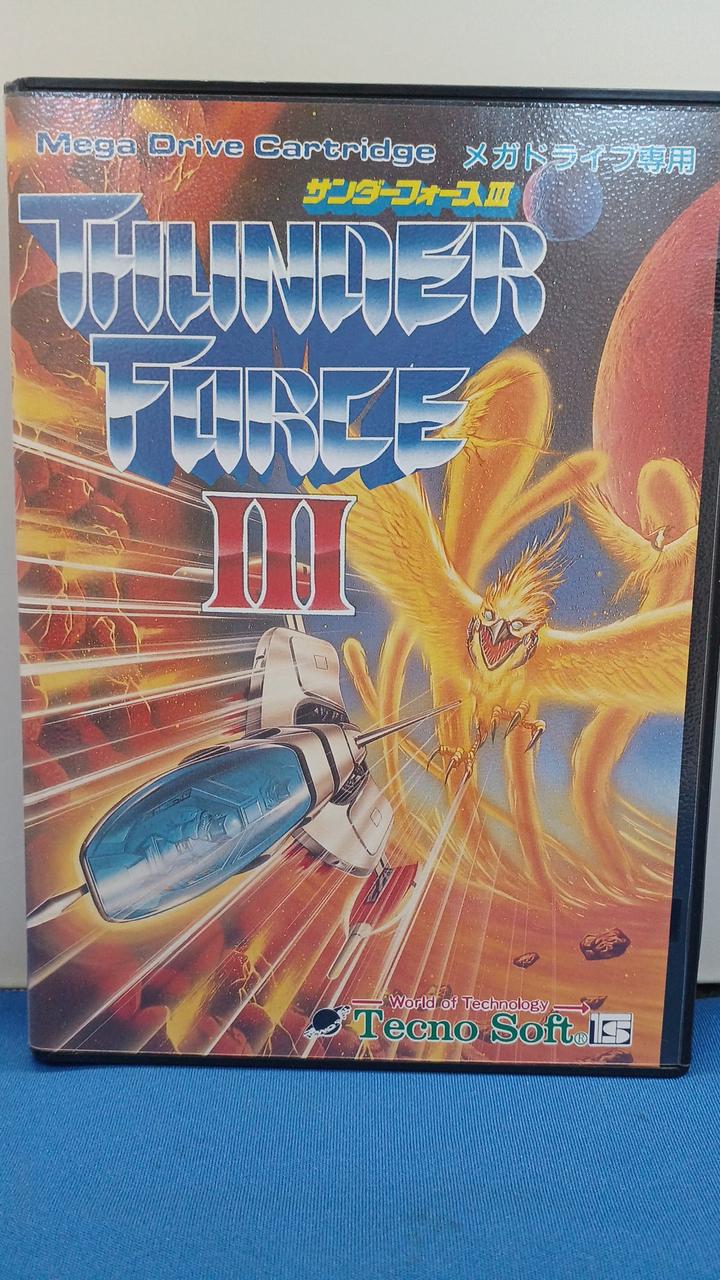 Mega Drive Cartridge メガドライブ専用
サンダーフォースIII
THUNDER
FORCE
III
World of Technology
Tecno Soft®